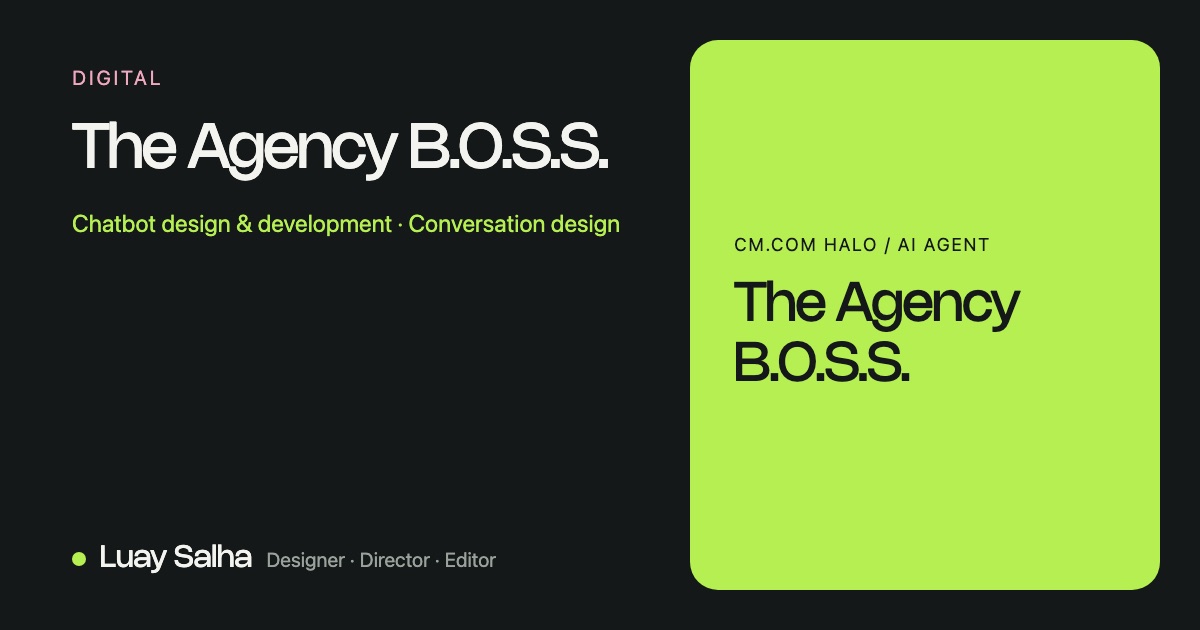 DIGITAL
The Agency B.O.S.S.
Chatbot design & development · Conversation design
CM.COM HALO / AI AGENT
The Agency
B.O.S.S.
Luay Salha Designer · Director · Editor